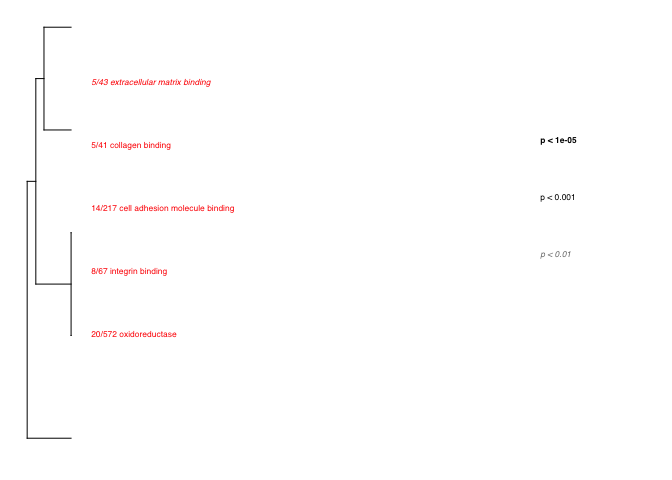 5/43 extracellular matrix binding
5/41 collagen binding
14/217 cell adhesion molecule binding
8/67 integrin binding
20/572 oxidoreductase
p < 1e-05
p < 0.001
p < 0.01